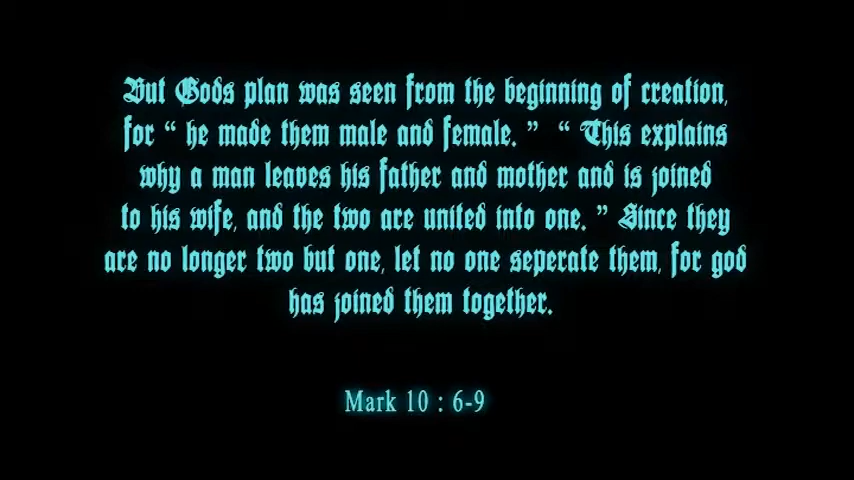 But Gods plan was seen from the beginning of creation,
for “ he made them male and female. ” “ This explains
why a man leaves his father and mother and is joined
to his wife, and the two are united into one. ” Since they
are no longer two but one, let no one seperate them, for god
has joined them together.
Mark 10 : 6-9